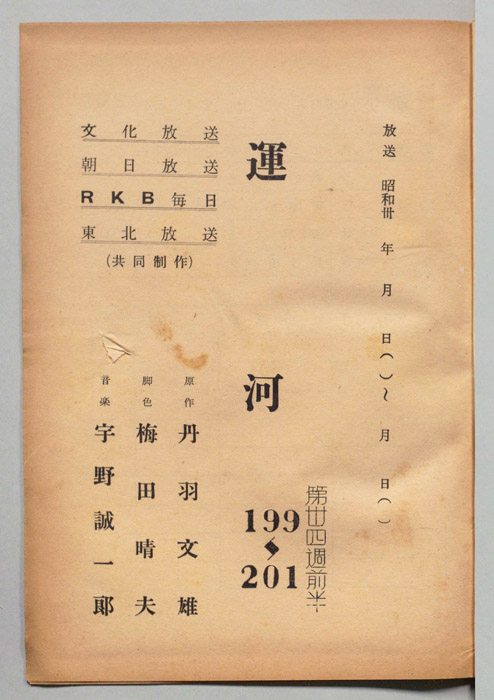 放送 昭和卅 年 月 日( )〜 月 日( )
第卅四週前半
運河
199〜201
原作 丹羽文雄
脚色 梅田晴夫
音楽 宇野誠一郎
文化放送
朝日放送
RKB毎日
東北放送
(共同制作)